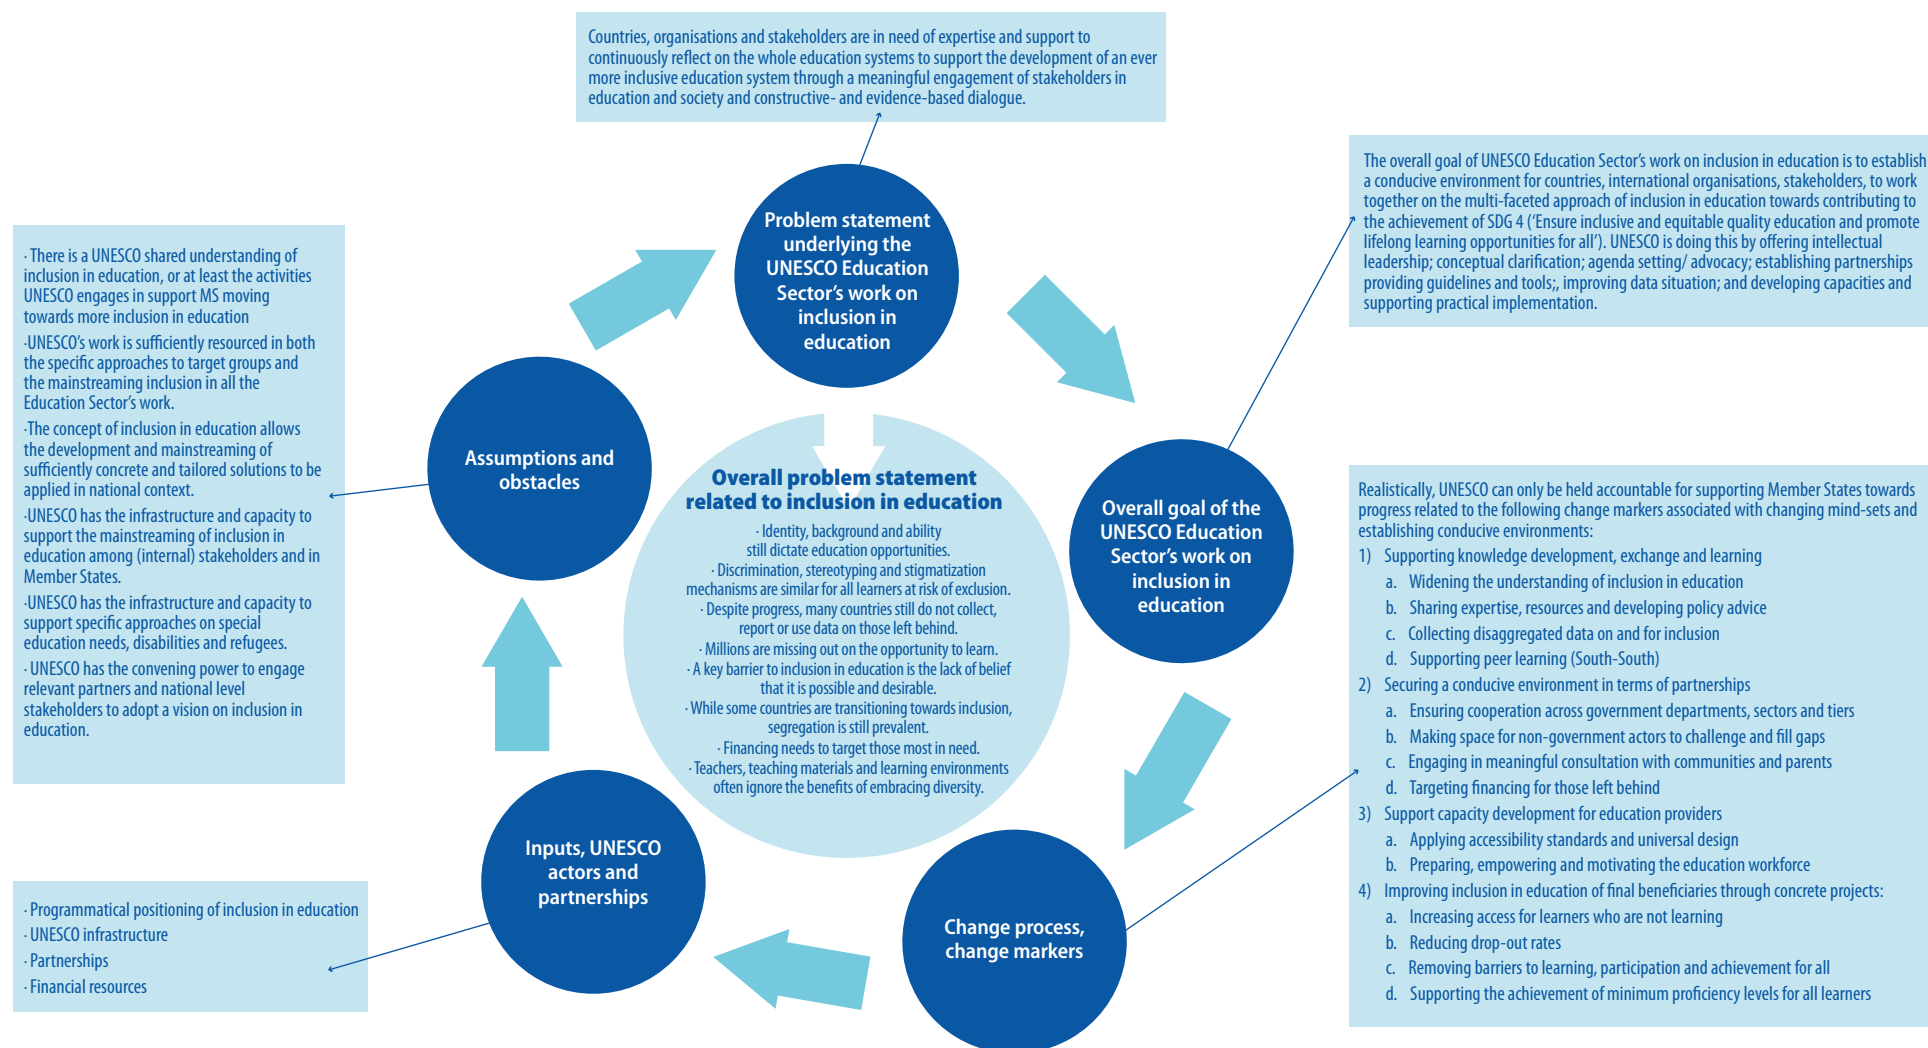 Countries, organisations and stakeholders are in need of expertise and support to
continuously reflect on the whole education systems to support the development of an ever
more inclusive education system through a meaningful engagement of stakeholders in
education and society and constructive- and evidence-based dialogue.
Problem statement
underlying the
UNESCO Education
Sector’s work on
inclusion in
education
The overall goal of UNESCO Education Sector’s work on inclusion in education is to establish
a conducive environment for countries, international organisations, stakeholders, to work
together on the multi-faceted approach of inclusion in education towards contributing to
the achievement of SDG 4 (‘Ensure inclusive and equitable quality education and promote
lifelong learning opportunities for all’). UNESCO is doing this by offering intellectual
leadership; conceptual clarification; agenda setting/ advocacy; establishing partnerships
providing guidelines and tools;, improving data situation; and developing capacities and
supporting practical implementation.
Overall goal of the
UNESCO Education
Sector’s work on
inclusion in
education
Realistically, UNESCO can only be held accountable for supporting Member States towards
progress related to the following change markers associated with changing mind-sets and
establishing conducive environments:
1) Supporting knowledge development, exchange and learning
a. Widening the understanding of inclusion in education
b. Sharing expertise, resources and developing policy advice
c. Collecting disaggregated data on and for inclusion
d. Supporting peer learning (South-South)
2) Securing a conducive environment in terms of partnerships
a. Ensuring cooperation across government departments, sectors and tiers
b. Making space for non-government actors to challenge and fill gaps
c. Engaging in meaningful consultation with communities and parents
d. Targeting financing for those left behind
3) Support capacity development for education providers
a. Applying accessibility standards and universal design
b. Preparing, empowering and motivating the education workforce
4) Improving inclusion in education of final beneficiaries through concrete projects:
a. Increasing access for learners who are not learning
b. Reducing drop-out rates
c. Removing barriers to learning, participation and achievement for all
d. Supporting the achievement of minimum proficiency levels for all learners
Change process,
change markers
Inputs, UNESCO
actors and
partnerships
· Programmatical positioning of inclusion in education
· UNESCO infrastructure
· Partnerships
· Financial resources
Assumptions and
obstacles
· There is a UNESCO shared understanding of
inclusion in education, or at least the activities
UNESCO engages in support MS moving
towards more inclusion in education
·UNESCO’s work is sufficiently resourced in both
the specific approaches to target groups and
the mainstreaming inclusion in all the
Education Sector’s work.
·The concept of inclusion in education allows
the development and mainstreaming of
sufficiently concrete and tailored solutions to be
applied in national context.
·UNESCO has the infrastructure and capacity to
support the mainstreaming of inclusion in
education among (internal) stakeholders and in
Member States.
·UNESCO has the infrastructure and capacity to
support specific approaches on special
education needs, disabilities and refugees.
· UNESCO has the convening power to engage
relevant partners and national level
stakeholders to adopt a vision on inclusion in
education.
Overall problem statement
related to inclusion in education
· Identity, background and ability
still dictate education opportunities.
· Discrimination, stereotyping and stigmatization
mechanisms are similar for all learners at risk of exclusion.
· Despite progress, many countries still do not collect,
report or use data on those left behind.
· Millions are missing out on the opportunity to learn.
· A key barrier to inclusion in education is the lack of belief
that it is possible and desirable.
· While some countries are transitioning towards inclusion,
segregation is still prevalent.
· Financing needs to target those most in need.
· Teachers, teaching materials and learning environments
often ignore the benefits of embracing diversity.